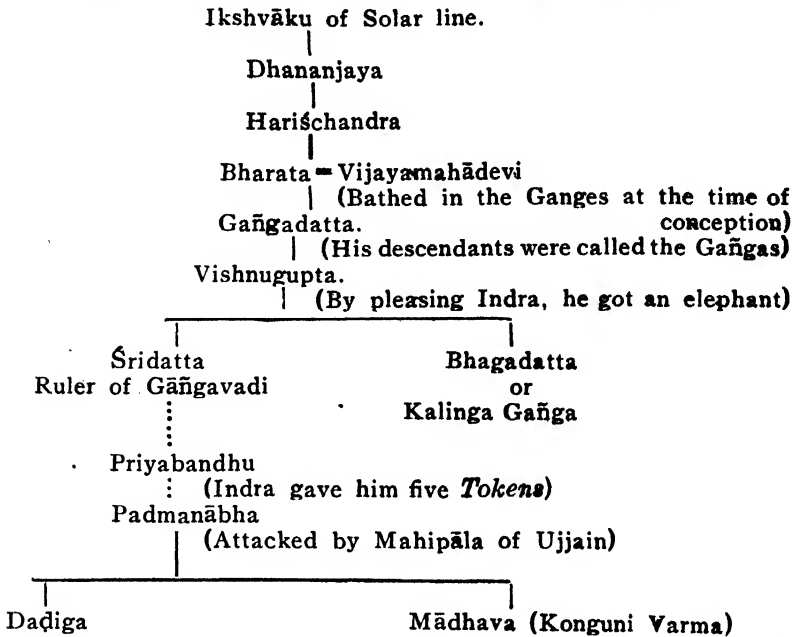 Ikshvāku of Solar line.
Dhananjaya
Hariśchandra
Bharata = Vijayamahādevi
(Bathed in the Ganges at the time of
Gañgadatta. conception)
(His descendants were called the Gañgas)
Vishnugupta.
(By pleasing Indra, he got an elephant)
Śridatta Bhagadatta
Ruler of Gāñgavadi or
Kalinga Gañga
Priyabandhu
(Indra gave him five Tokens)
Padmanābha
(Attacked by Mahipāla of Ujjain)
Daḍiga Mādhava (Konguni Varma)